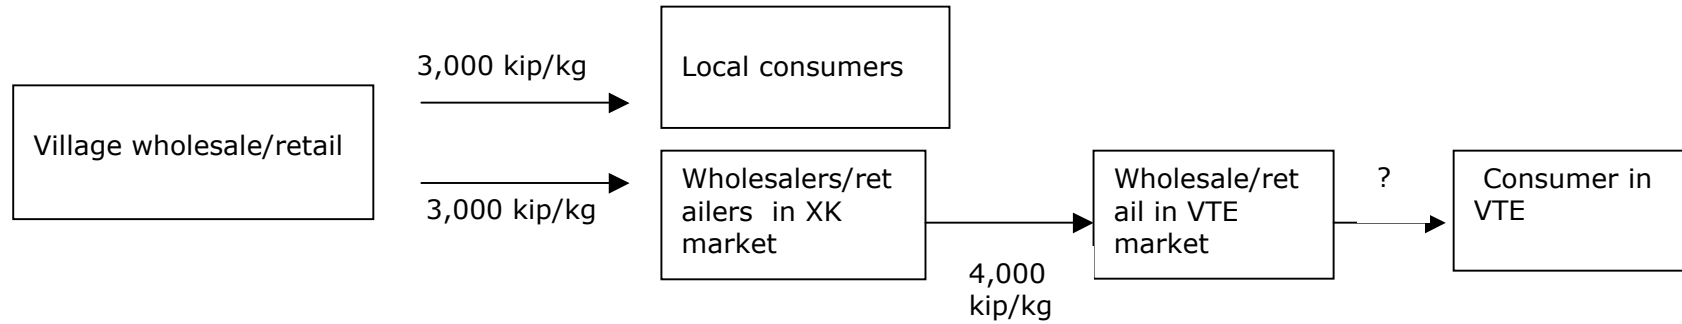 Village wholesale/retail
3,000 kip/kg
Local consumers
3,000 kip/kg
Wholesalers/ret
ailers in XK
market
4,000
kip/kg
Wholesale/ret
ail in VTE
market
?
Consumer in
VTE